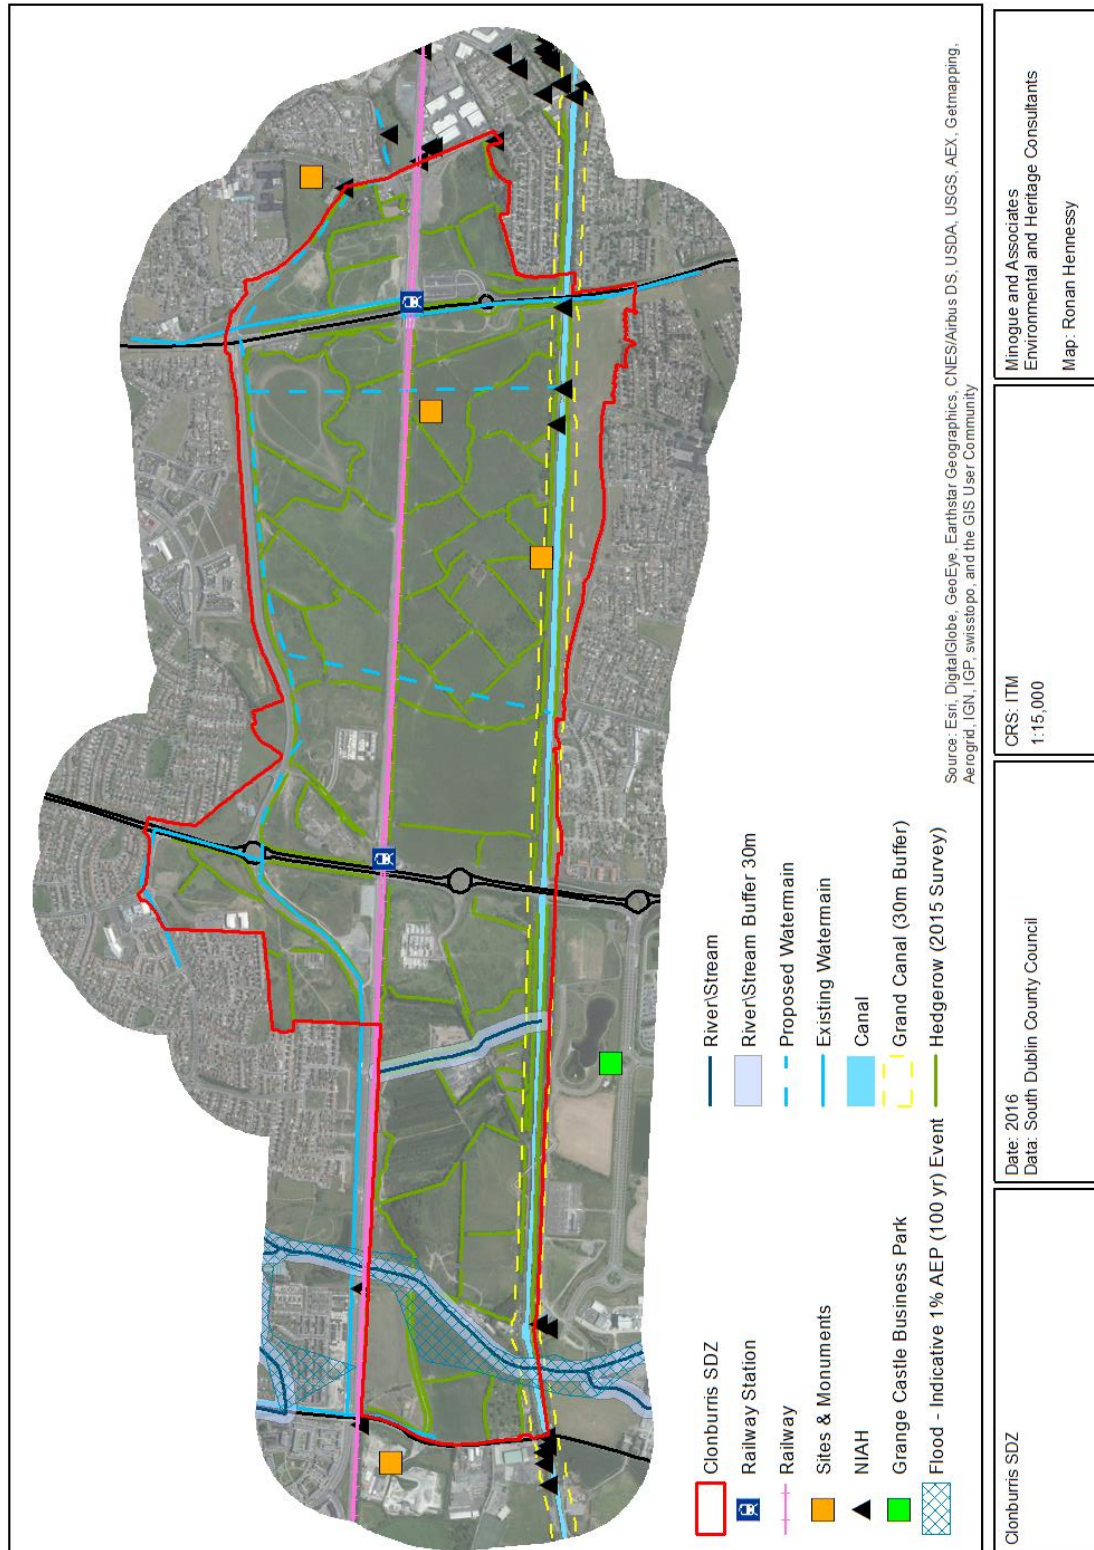 Clonburris SDZ
Railway Station
Railway
Sites & Monuments
NIAH
Grange Castle Business Park
Flood - Indicative 1% AEP (100 yr) Event
River\Stream
River\Stream Buffer 30m
Proposed Watermain
Existing Watermain
Canal
Grand Canal (30m Buffer)
Hedgerow (2015 Survey)
Source: Esri, DigitalGlobe, GeoEye, Earthstar Geographics, CNES/Airbus DS, USDA, USGS, AEX, Getmapping,
Aerogrid, IGN, IGP, swisstopo, and the GIS User Community
Clonburris SDZ
Date: 2016
Data: South Dublin County Council
CRS: ITM
1:15,000
Minogue and Associates
Environmental and Heritage Consultants
Map: Ronan Hennessy